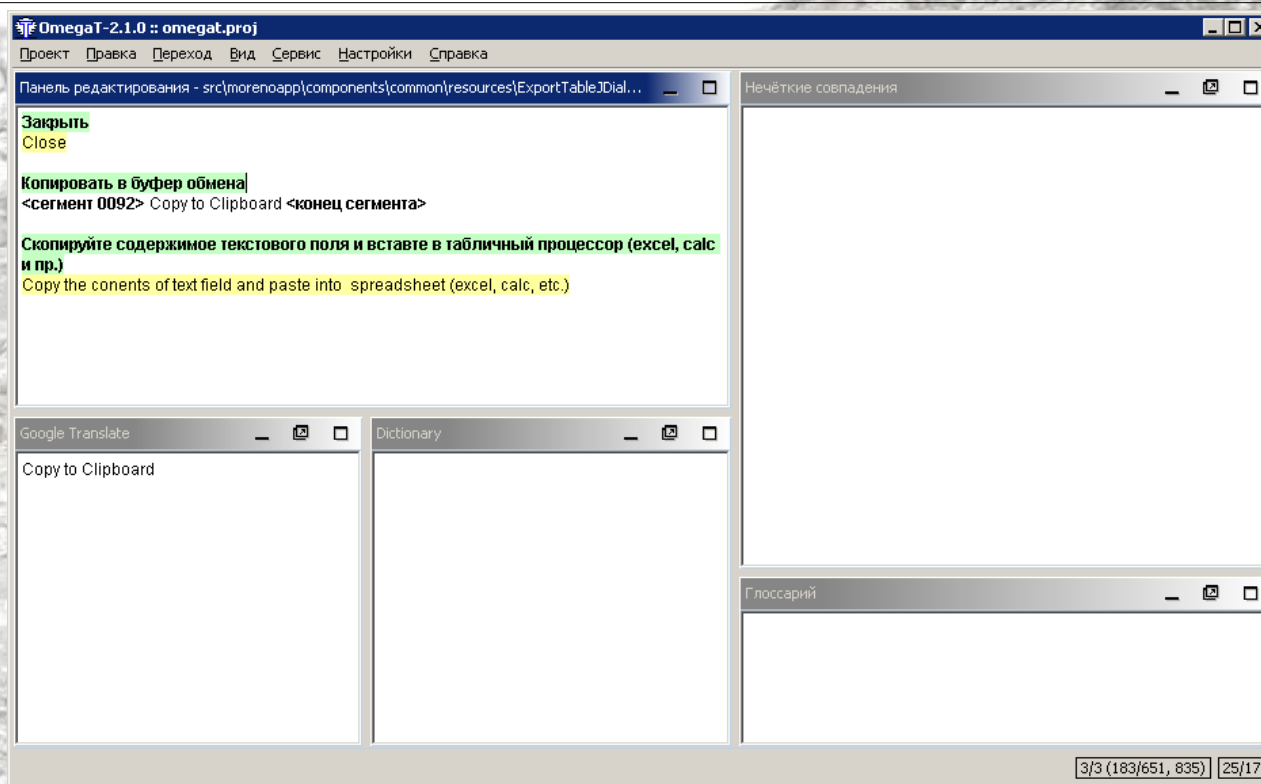 OmegaT-2.1.0 :: omegat.proj
Проект Правка Переход Вид Сервис Настройки Справка
Панель редактирования - src\morenoapp\components\common\resources\ExportTableJDial...
Нечёткие совпадения
Закрыть
Close
Копировать в буфер обмена
<сегмент 0092> Copy to Clipboard <конец сегмента>
Скопируйте содержимое текстового поля и вставте в табличный процессор (excel, calc
и пр.)
Copy the conents of text field and paste into  spreadsheet (excel, calc, etc.)
Google Translate
Dictionary
Copy to Clipboard
Глоссарий
3/3 (183/651, 835) 25/17